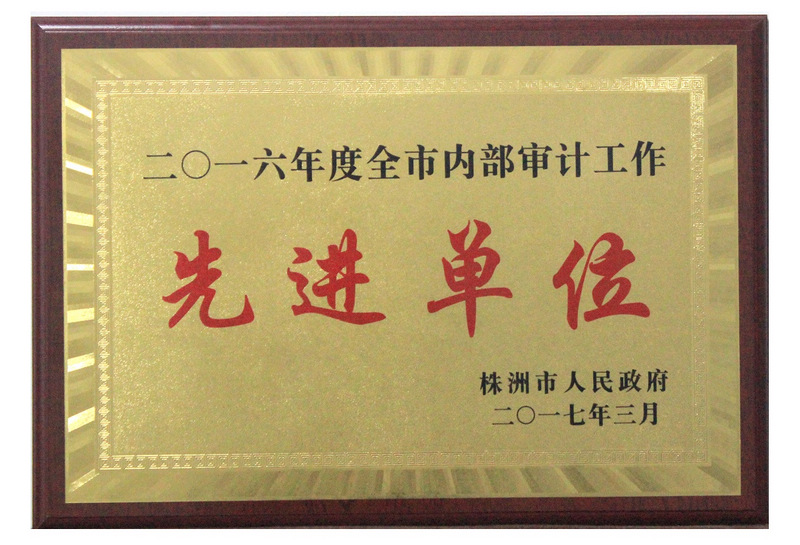 二〇一六年度全市内部审计工作
先进单位
株洲市人民政府
二〇一七年三月